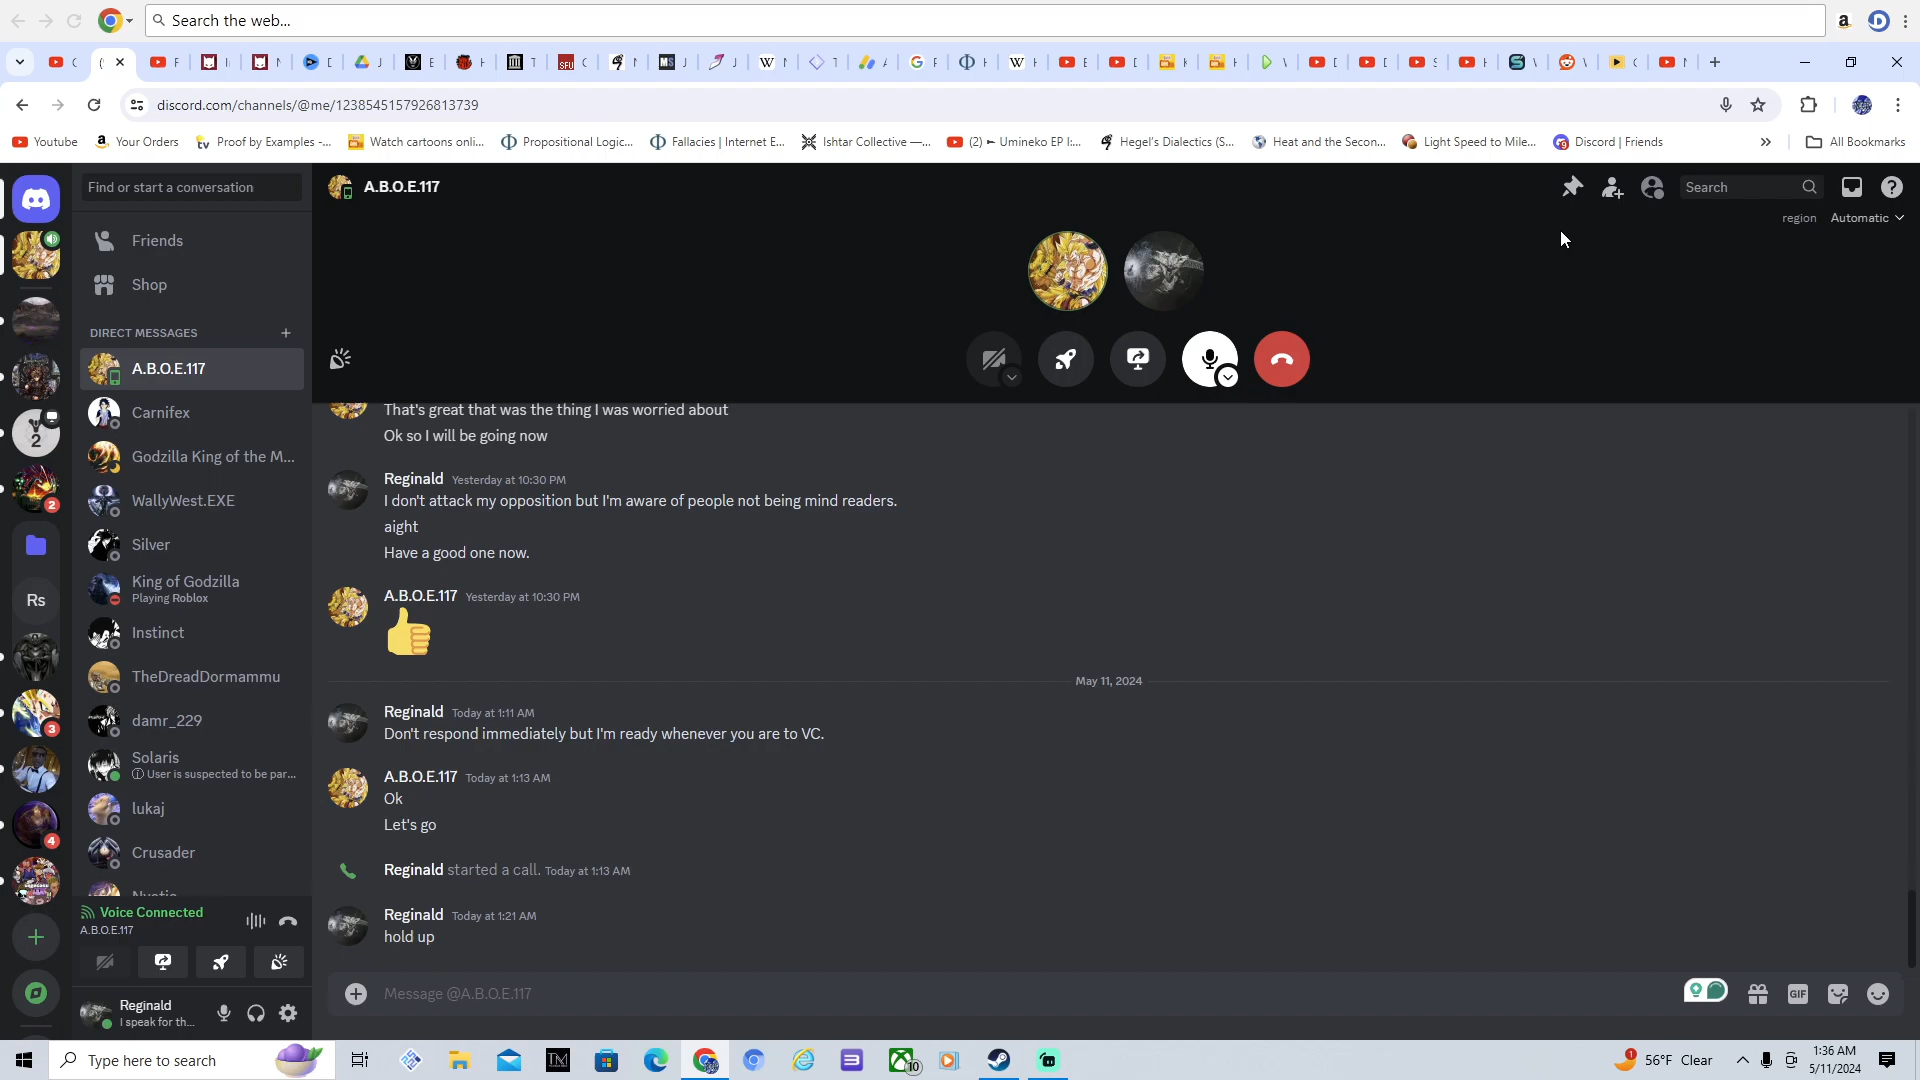 Search the web...
discord.com/channels/@me/1238545157926813739
Youtube
Your Orders
Proof by Examples -...
Watch cartoons onli...
Propositional Logic...
Fallacies | Internet E...
Ishtar Collective —...
(2) ► Umineko EP I:...
Hegel's Dialectics (S...
Heat and the Secon...
Light Speed to Mile...
Discord | Friends
All Bookmarks
Find or start a conversation
A.B.O.E.117
Search
region Automatic
Friends
Shop
DIRECT MESSAGES
A.B.O.E.117
Carnifex
Godzilla King of the M...
WallyWest.EXE
Silver
King of Godzilla
Playing Roblox
Instinct
TheDreadDormammu
damr_229
Solaris
User is suspected to be par...
lukaj
Crusader
2
2
Rs
3
4
That's great that was the thing I was worried about
Ok so I will be going now
Reginald Yesterday at 10:30 PM
I don't attack my opposition but I'm aware of people not being mind readers.
aight
Have a good one now.
A.B.O.E.117 Yesterday at 10:30 PM
May 11, 2024
Reginald Today at 1:11 AM
Don't respond immediately but I'm ready whenever you are to VC.
A.B.O.E.117 Today at 1:13 AM
Ok
Let's go
Reginald started a call. Today at 1:13 AM
Reginald Today at 1:21 AM
hold up
Voice Connected
A.B.O.E.117
Reginald
I speak for th...
Message @A.B.O.E.117
GIF
Type here to search
TM
10
1
56°F Clear
1:36 AM
5/11/2024